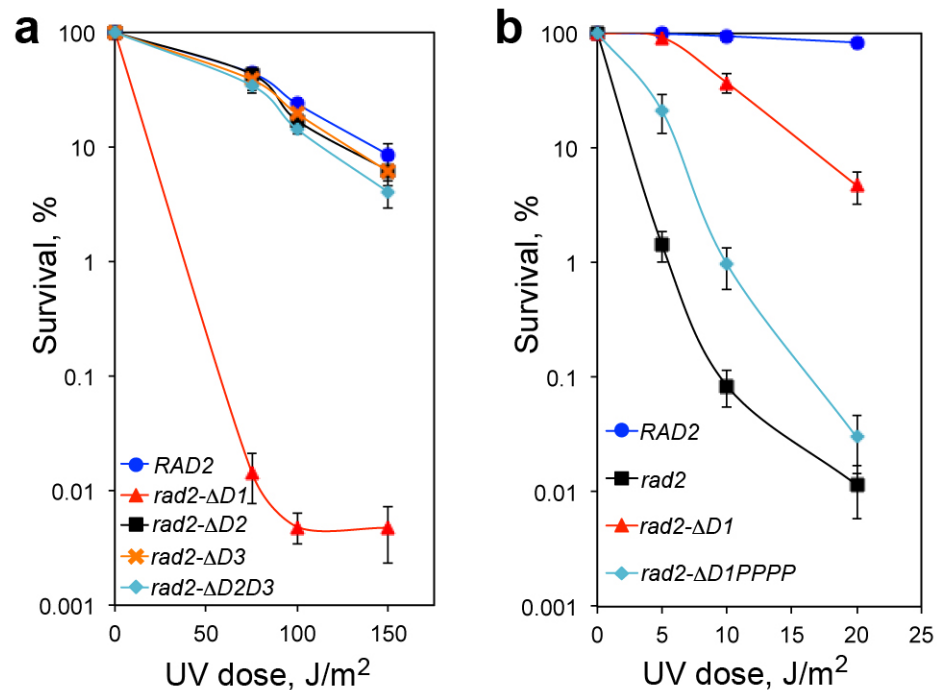 a
100
10
1
0.1
0.01
0.001
Survival, %
RAD2
rad2-ΔD1
rad2-ΔD2
rad2-ΔD3
rad2-ΔD2D3
0 50 100 150
UV dose, J/m²
b
100
10
1
0.1
0.01
0.001
Survival, %
RAD2
rad2
rad2-ΔD1
rad2-ΔD1PPPP
0 5 10 15 20 25
UV dose, J/m²